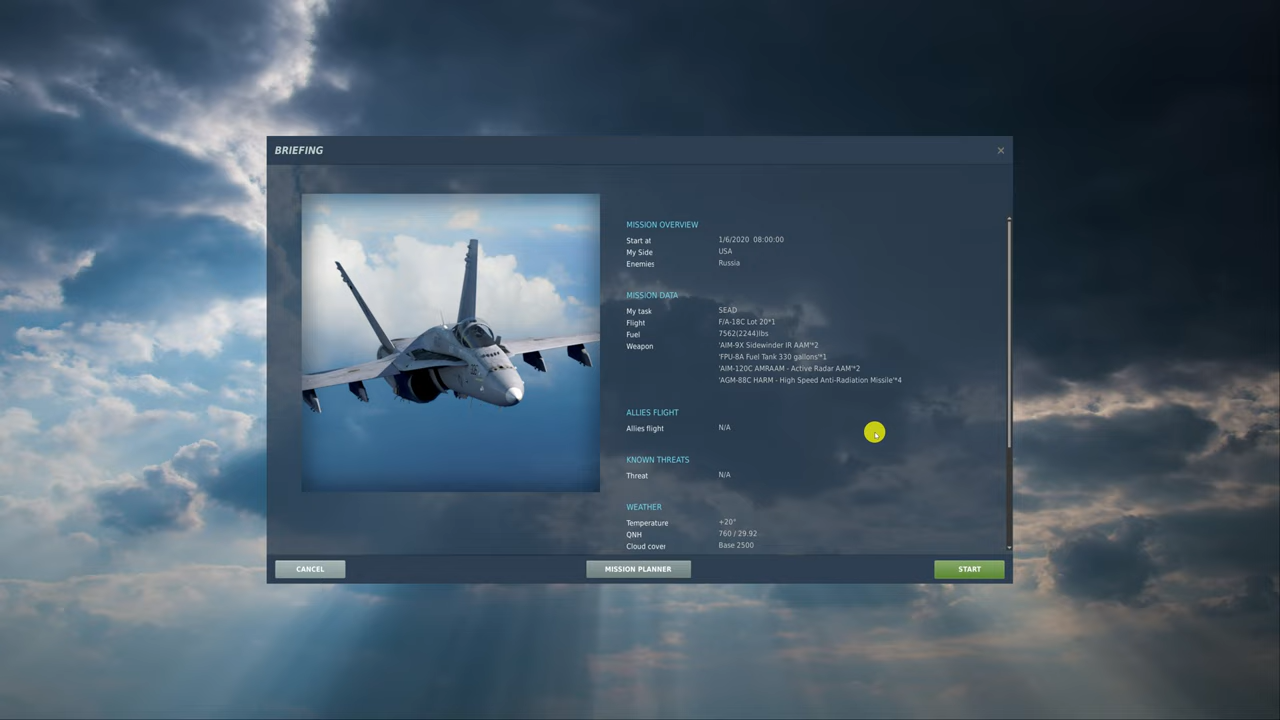 BRIEFING
×
MISSION OVERVIEW
Start at 1/6/2020 08:00:00
My Side USA
Enemies Russia
MISSION DATA
My task SEAD
Flight F/A-18C Lot 20*1
Fuel 7562(2244)lbs
Weapon 'AIM-9X Sidewinder IR AAM'*2
'FPU-8A Fuel Tank 330 gallons'*1
'AIM-120C AMRAAM - Active Radar AAM'*2
'AGM-88C HARM - High Speed Anti-Radiation Missile'*4
ALLIES FLIGHT
Allies flight N/A
KNOWN THREATS
Threat N/A
WEATHER
Temperature +20°
QNH 760 / 29.92
Cloud cover Base 2500
CANCEL MISSION PLANNER START